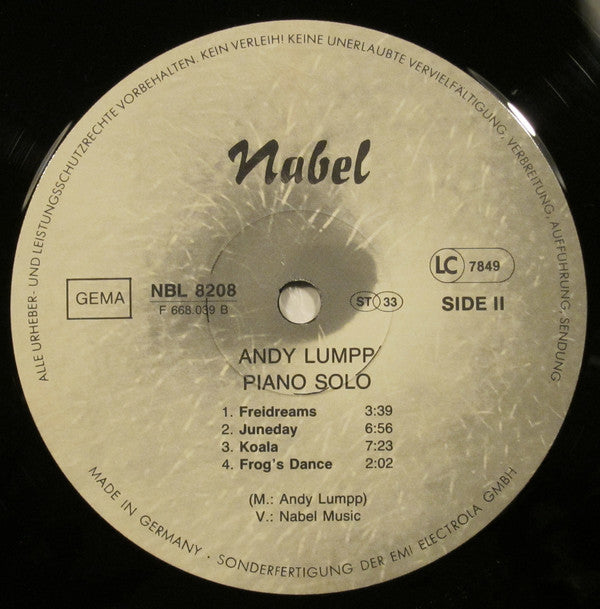 ALLE URHEBER- UND LEISTUNGSSCHUTZRECHTE VORBEHALTEN. KEIN VERLEIH! KEINE UNERLAUBTE VERVIELFÄLTIGUNG, VERBREITUNG, AUFFÜHRUNG, SENDUNG
Nabel
GEMA
NBL 8208
F 668.039 B
ST 33
LC 7849
SIDE II
ANDY LUMPP
PIANO SOLO
1. Freidreams 3:39
2. Juneday 6:56
3. Koala 7:23
4. Frog's Dance 2:02
(M.: Andy Lumpp)
V.: Nabel Music
MADE IN GERMANY · SONDERFERTIGUNG DER EMI ELECTROLA GMBH